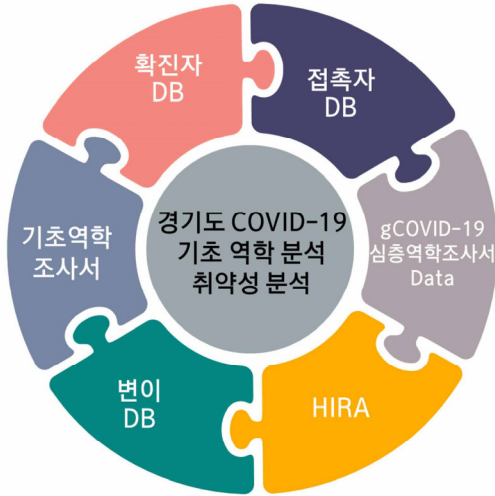 확진자
DB
접촉자
DB
gCOVID-19
심층역학조사서
Data
HIRA
변이
DB
기초역학
조사서
경기도 COVID-19
기초 역학 분석
취약성 분석